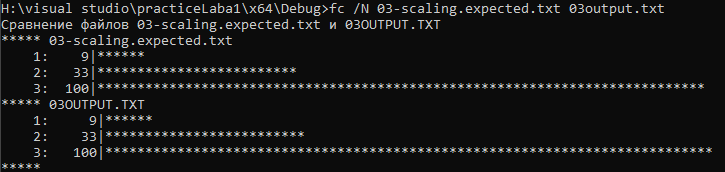 H:\visual studio\practiceLaba1\x64\Debug>fc /N 03-scaling.expected.txt 03output.txt
Сравнение файлов 03-scaling.expected.txt и 03OUTPUT.TXT
***** 03-scaling.expected.txt
    1:    9|******
    2:   33|*************************
    3:  100|****************************************************************************
***** 03OUTPUT.TXT
    1:     9|******
    2:    33|*************************
    3:   100|****************************************************************************
*****